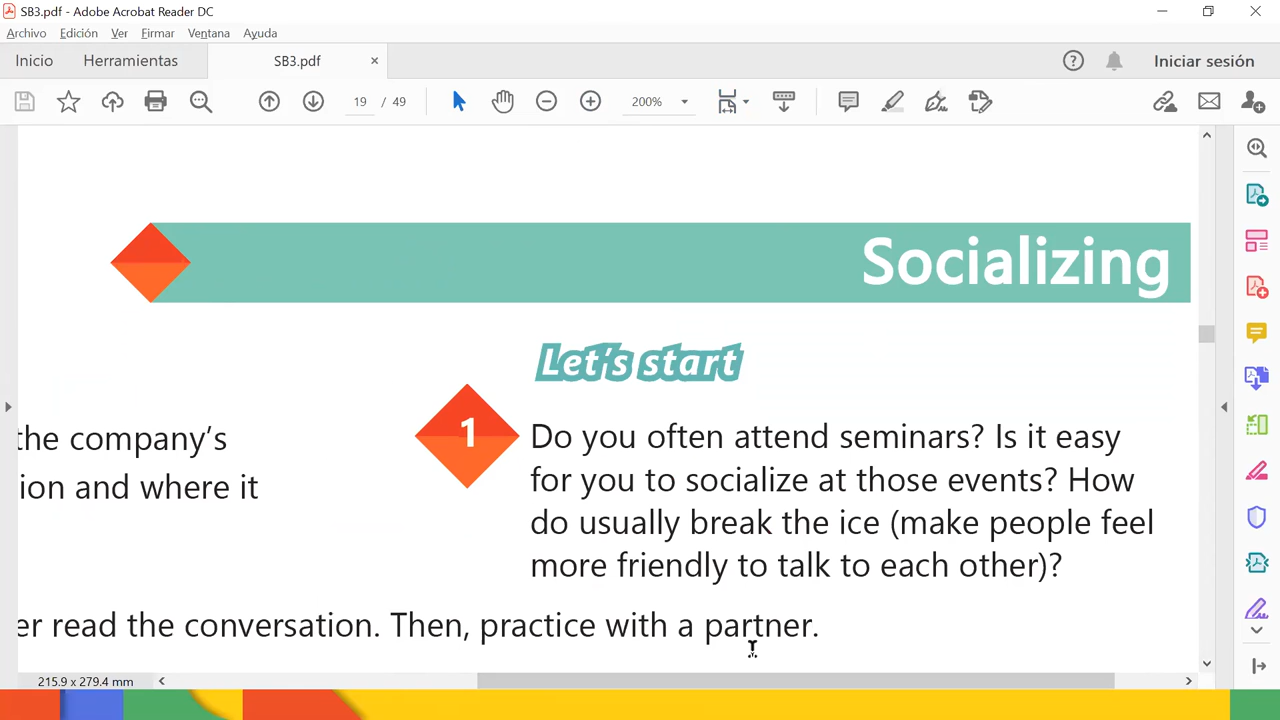 SB3.pdf - Adobe Acrobat Reader DC
Archivo Edición Ver Firmar Ventana Ayuda
Inicio Herramientas SB3.pdf × Iniciar sesión
19 / 49 200%
Socializing
Let's start
1
Do you often attend seminars? Is it easy
for you to socialize at those events? How
do usually break the ice (make people feel
more friendly to talk to each other)?
the company's
ion and where it
er read the conversation. Then, practice with a partner.
215.9 x 279.4 mm